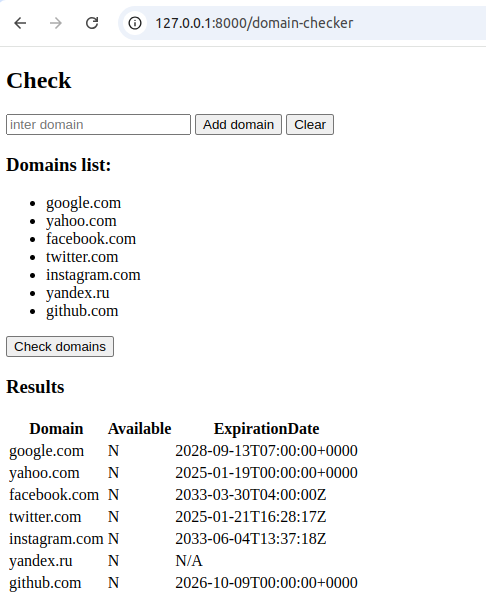 127.0.0.1:8000/domain-checker
Check
inter domain Add domain Clear
Domains list:
google.com
yahoo.com
facebook.com
twitter.com
instagram.com
yandex.ru
github.com
Check domains
Results
Domain Available ExpirationDate
google.com N 2028-09-13T07:00:00+0000
yahoo.com N 2025-01-19T00:00:00+0000
facebook.com N 2033-03-30T04:00:00Z
twitter.com N 2025-01-21T16:28:17Z
instagram.com N 2033-06-04T13:37:18Z
yandex.ru N N/A
github.com N 2026-10-09T00:00:00+0000